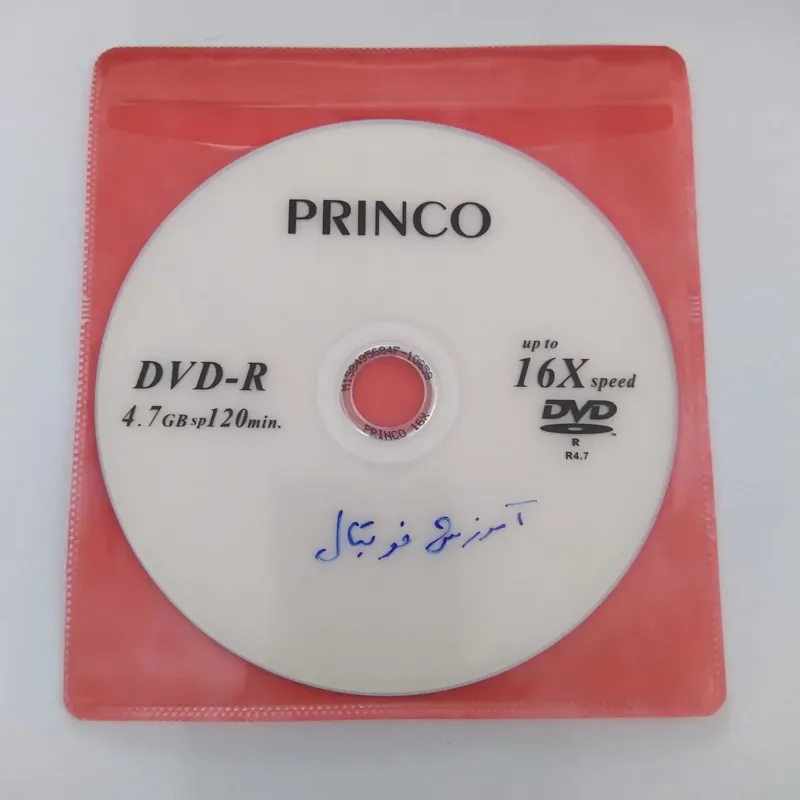 PRINCO
DVD-R
4.7GB sp120min.
up to
16X speed
DVD
R
R4.7
PRINCO 16X
آموزش فوتبال